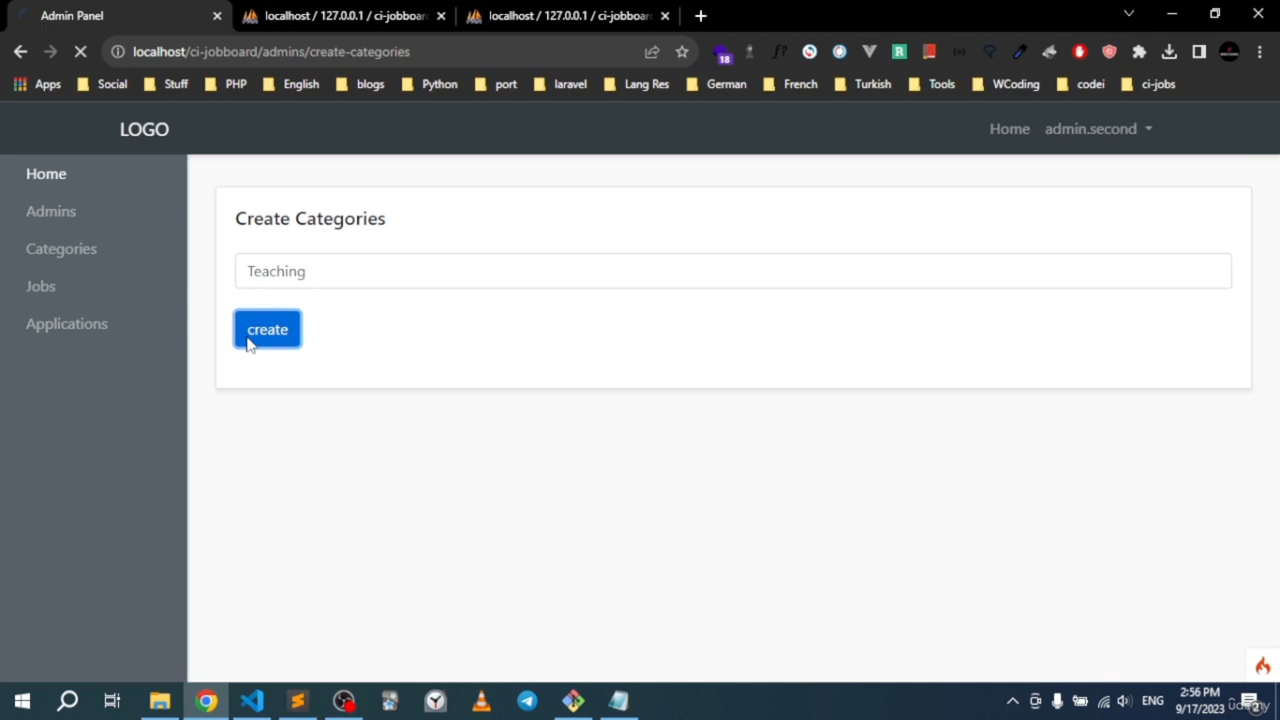 Admin Panel
localhost / 127.0.0.1 / ci-jobboar
localhost / 127.0.0.1 / ci-jobboar
localhost/ci-jobboard/admins/create-categories
18
Apps
Social
Stuff
PHP
English
blogs
Python
port
laravel
Lang Res
German
French
Turkish
Tools
WCoding
codei
ci-jobs
LOGO
Home
admin.second
Home
Admins
Categories
Jobs
Applications
Create Categories
Teaching
create
ENG
2:56 PM
9/17/2023
2
udemy